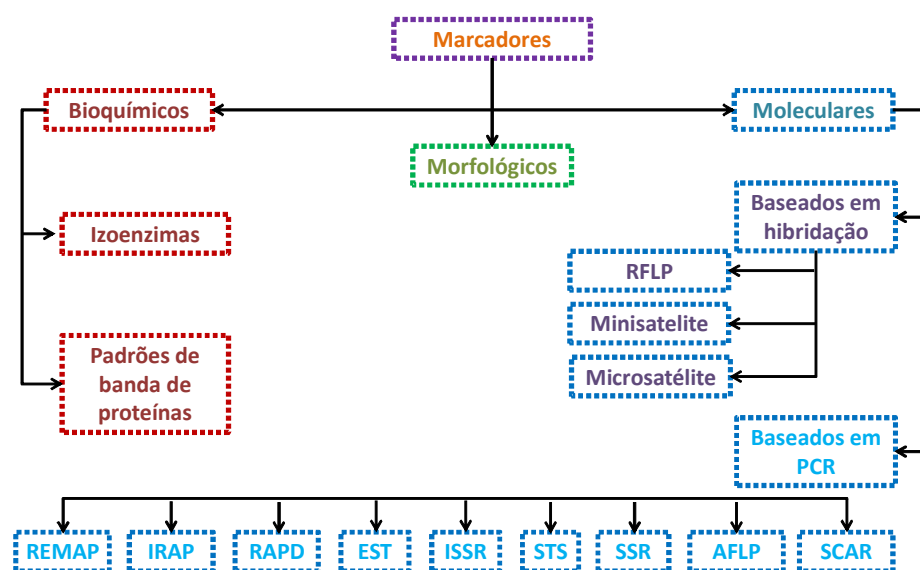 Marcadores
Bioquímicos
Moleculares
Morfológicos
Izoenzimas
Padrões de
banda de
proteínas
Baseados em
hibridação
RFLP
Minisatelite
Microsatélite
Baseados em
PCR
REMAP
IRAP
RAPD
EST
ISSR
STS
SSR
AFLP
SCAR